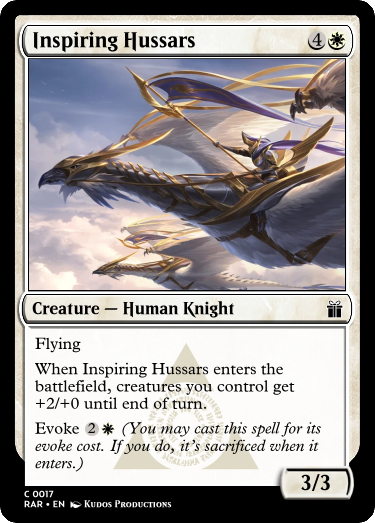 Inspiring Hussars 4
Creature — Human Knight
Flying
When Inspiring Hussars enters the
battlefield, creatures you control get
+2/+0 until end of turn.
Evoke 2 (You may cast this spell for its
evoke cost. If you do, it's sacrificed when it
enters.)
3/3
C 0017
RAR • EN Kudos Productions